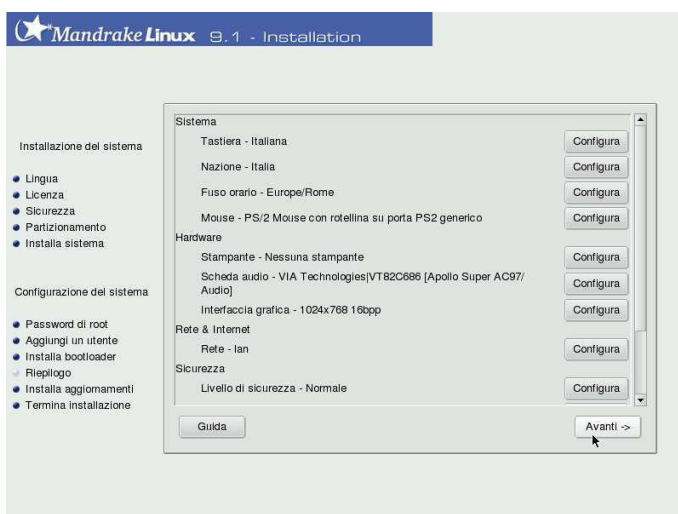 Mandrake Linux 9.1 - Installation
Installazione del sistema
Lingua
Licenza
Sicurezza
Partizionamento
Installa sistema
Configurazione del sistema
Password di root
Aggiungi un utente
Installa bootloader
Riepilogo
Installa aggiornamenti
Termina installazione
Sistema
Tastiera - Italiana Configura
Nazione - Italia Configura
Fuso orario - Europe/Rome Configura
Mouse - PS/2 Mouse con rotellina su porta PS2 generico Configura
Hardware
Stampante - Nessuna stampante Configura
Scheda audio - VIA Technologies|VT82C686 [Apollo Super AC97/
Audio] Configura
Interfaccia grafica - 1024x768 16bpp Configura
Rete & Internet
Rete - lan Configura
Sicurezza
Livello di sicurezza - Normale Configura
Guida Avanti ->